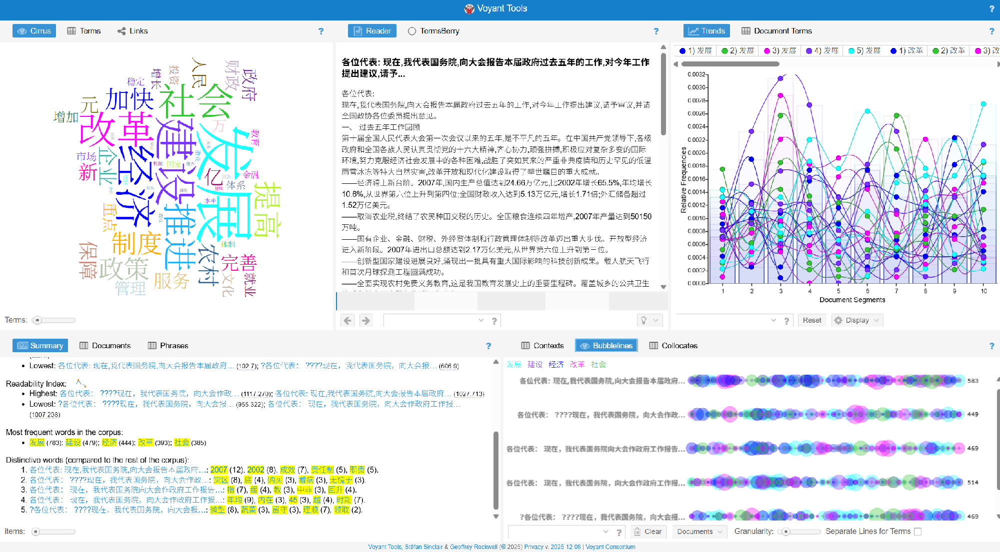 Voyant Tools
?
Cirrus
Terms
Links
?
人民
财政
政府
投资
增长
稳定
加快
社会
元
增加
改革
建设
万
发展
教育
市场
企业
经济
新
国家
机制
能力
亿
金融
体系
水平
提高
重点
推进
制度
体制
保障
政策
农村
完善
服务
文化
就业
管理
Terms:
Reader
TermsBerry
?
各位代表: 现在,我代表国务院,向大会报告本届政府过去五年的工作,对今年工作
提出建议,请予...
各位代表:
现在,我代表国务院,向大会报告本届政府过去五年的工作,对今年工作提出建议,请予审议,并请
全国政协各位委员提出意见。
一、 过去五年工作回顾
第十届全国人民代表大会第一次会议以来的五年,是不平凡的五年。在中国共产党领导下,各级
政府和全国各族人民认真贯彻党的十六大精神,齐心协力,顽强拼搏,积极应对复杂多变的国际
环境,努力克服经济社会发展中的各种困难,战胜了突如其来的严重非典疫情和历史罕见的低温
雨雪冰冻等特大自然灾害,改革开放和现代化建设取得了举世瞩目的重大成就。
——经济跨上新台阶。2007年,国内生产总值达到24.66万亿元,比2002年增长65.5%,年均增长
10.6%,从世界第六位上升到第四位;全国财政收入达到5.13万亿元,增长1.71倍;外汇储备超过
1.52万亿美元。
——取消农业税,终结了农民种田交税的历史。全国粮食连续四年增产,2007年产量达到50150
万吨。
——国有企业、金融、财税、外经贸体制和行政管理体制等改革迈出重大步伐。开放型经济
进入新阶段。2007年进出口总额达到2.17万亿美元,从世界第六位上升到第三位。
——创新型国家建设进展良好,涌现出一批具有重大国际影响的科技创新成果。载人航天飞行
和首次月球探测工程圆满成功。
——全面实现农村免费义务教育,这是我国教育发展史上的重要里程碑。覆盖城乡的公共卫生
?
Trends
Document Terms
?
1) 发展 2) 发展 3) 发展 4) 发展 5) 发展 1) 改革 2) 改革 3) 改
Relative Frequencies
0.0032
0.0030
0.0028
0.0026
0.0024
0.0022
0.0020
0.0018
0.0016
0.0014
0.0012
0.0010
0.0008
0.0006
0.0004
0.0002
0.0000
1 2 3 4 5 6 7 8 9 10
Document Segments
? Reset Display
Summary
Documents
Phrases
?
Lowest: 各位代表: 现在,我代表国务院,向大会报告本届政府... (102.7); ?各位代表： ????现在，我代表国务院，向大会报... (606.9)
Readability Index:
Highest: 各位代表： ????现在，我代表国务院，向大会作政... (1117.270); 各位代表: 现在,我代表国务院,向大会报告本届政府... (1027.713)
Lowest: ?各位代表： ????现在，我代表国务院，向大会报... (955.322); 各位代表： 现在，我代表国务院，向大会作政府工作报...
(1007.208)
Most frequent words in the corpus:
发展 (783); 建设 (479); 经济 (444); 改革 (393); 社会 (385)
Distinctive words (compared to the rest of the corpus):
1. 各位代表: 现在,我代表国务院,向大会报告本届政府...: 2007 (12), 2002 (8), 成效 (7), 责任制 (5), 职责 (5).
2. 各位代表： ????现在，我代表国务院，向大会作政...: 灾区 (8), 底 (4), 购买 (3), 看病 (3), 无愧于 (3).
3. 各位代表： 现在，我代表国务院向大会作政府工作报告...: 指 (7), 缓 (4), 教 (3), 中非 (3), 回升 (4).
4. 各位代表： 现在，我代表国务院，向大会作政府工作报...: 年均 (9), 内在 (3), 45 (3), 越 (4), 时期 (7).
5. ?各位代表： ????现在，我代表国务院，向大会报...: 微型 (8), 蔬菜 (3), 留守 (3), 理顺 (7), 领取 (2).
items:
Contexts
Bubblelines
Collocates
?
发展 建设 经济 改革 社会
各位代表: 现在,我代表国务院,向大会报告本届政府... 583
各位代表： ????现在，我代表国务院，向大会作政... 449
各位代表： 现在，我代表国务院向大会作政府工作报告... 469
各位代表： 现在，我代表国务院，向大会作政府工作报... 514
?各位代表： ????现在，我代表国务院，向大会报... 469
? Clear Documents Granularity: Separate Lines for Terms
Voyant Tools, Stéfan Sinclair & Geoffrey Rockwell (© 2025) Privacy v. 2025-12-08 | Voyant Consortium